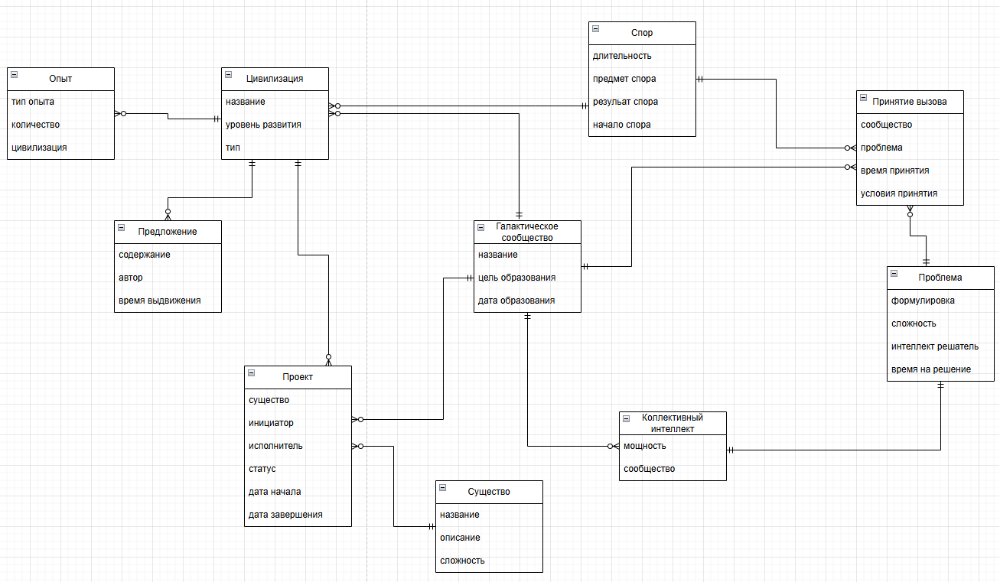 Опыт
тип опыта
количество
цивилизация
Цивилизация
название
уровень развития
тип
Спор
длительность
предмет спора
резульат спора
начало спора
Принятие вызова
сообщество
проблема
время принятия
условия принятия
Предложение
содержание
автор
время выдвижения
Галактическое
сообщество
название
цель образования
дата образования
Проблема
формулировка
сложность
интеллект решатель
время на решение
Проект
существо
инициатор
исполнитель
статус
дата начала
дата завершения
Коллективный
интеллект
мощность
сообщество
Существо
название
описание
сложность